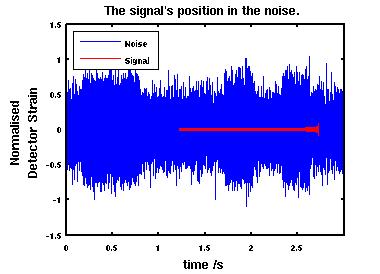 The signal's position in the noise.
1.5
Noise
Signal
1
0.5
0
-0.5
-1
-1.5
Normalised
Detector Strain
0 0.5 1 1.5 2 2.5
time /s